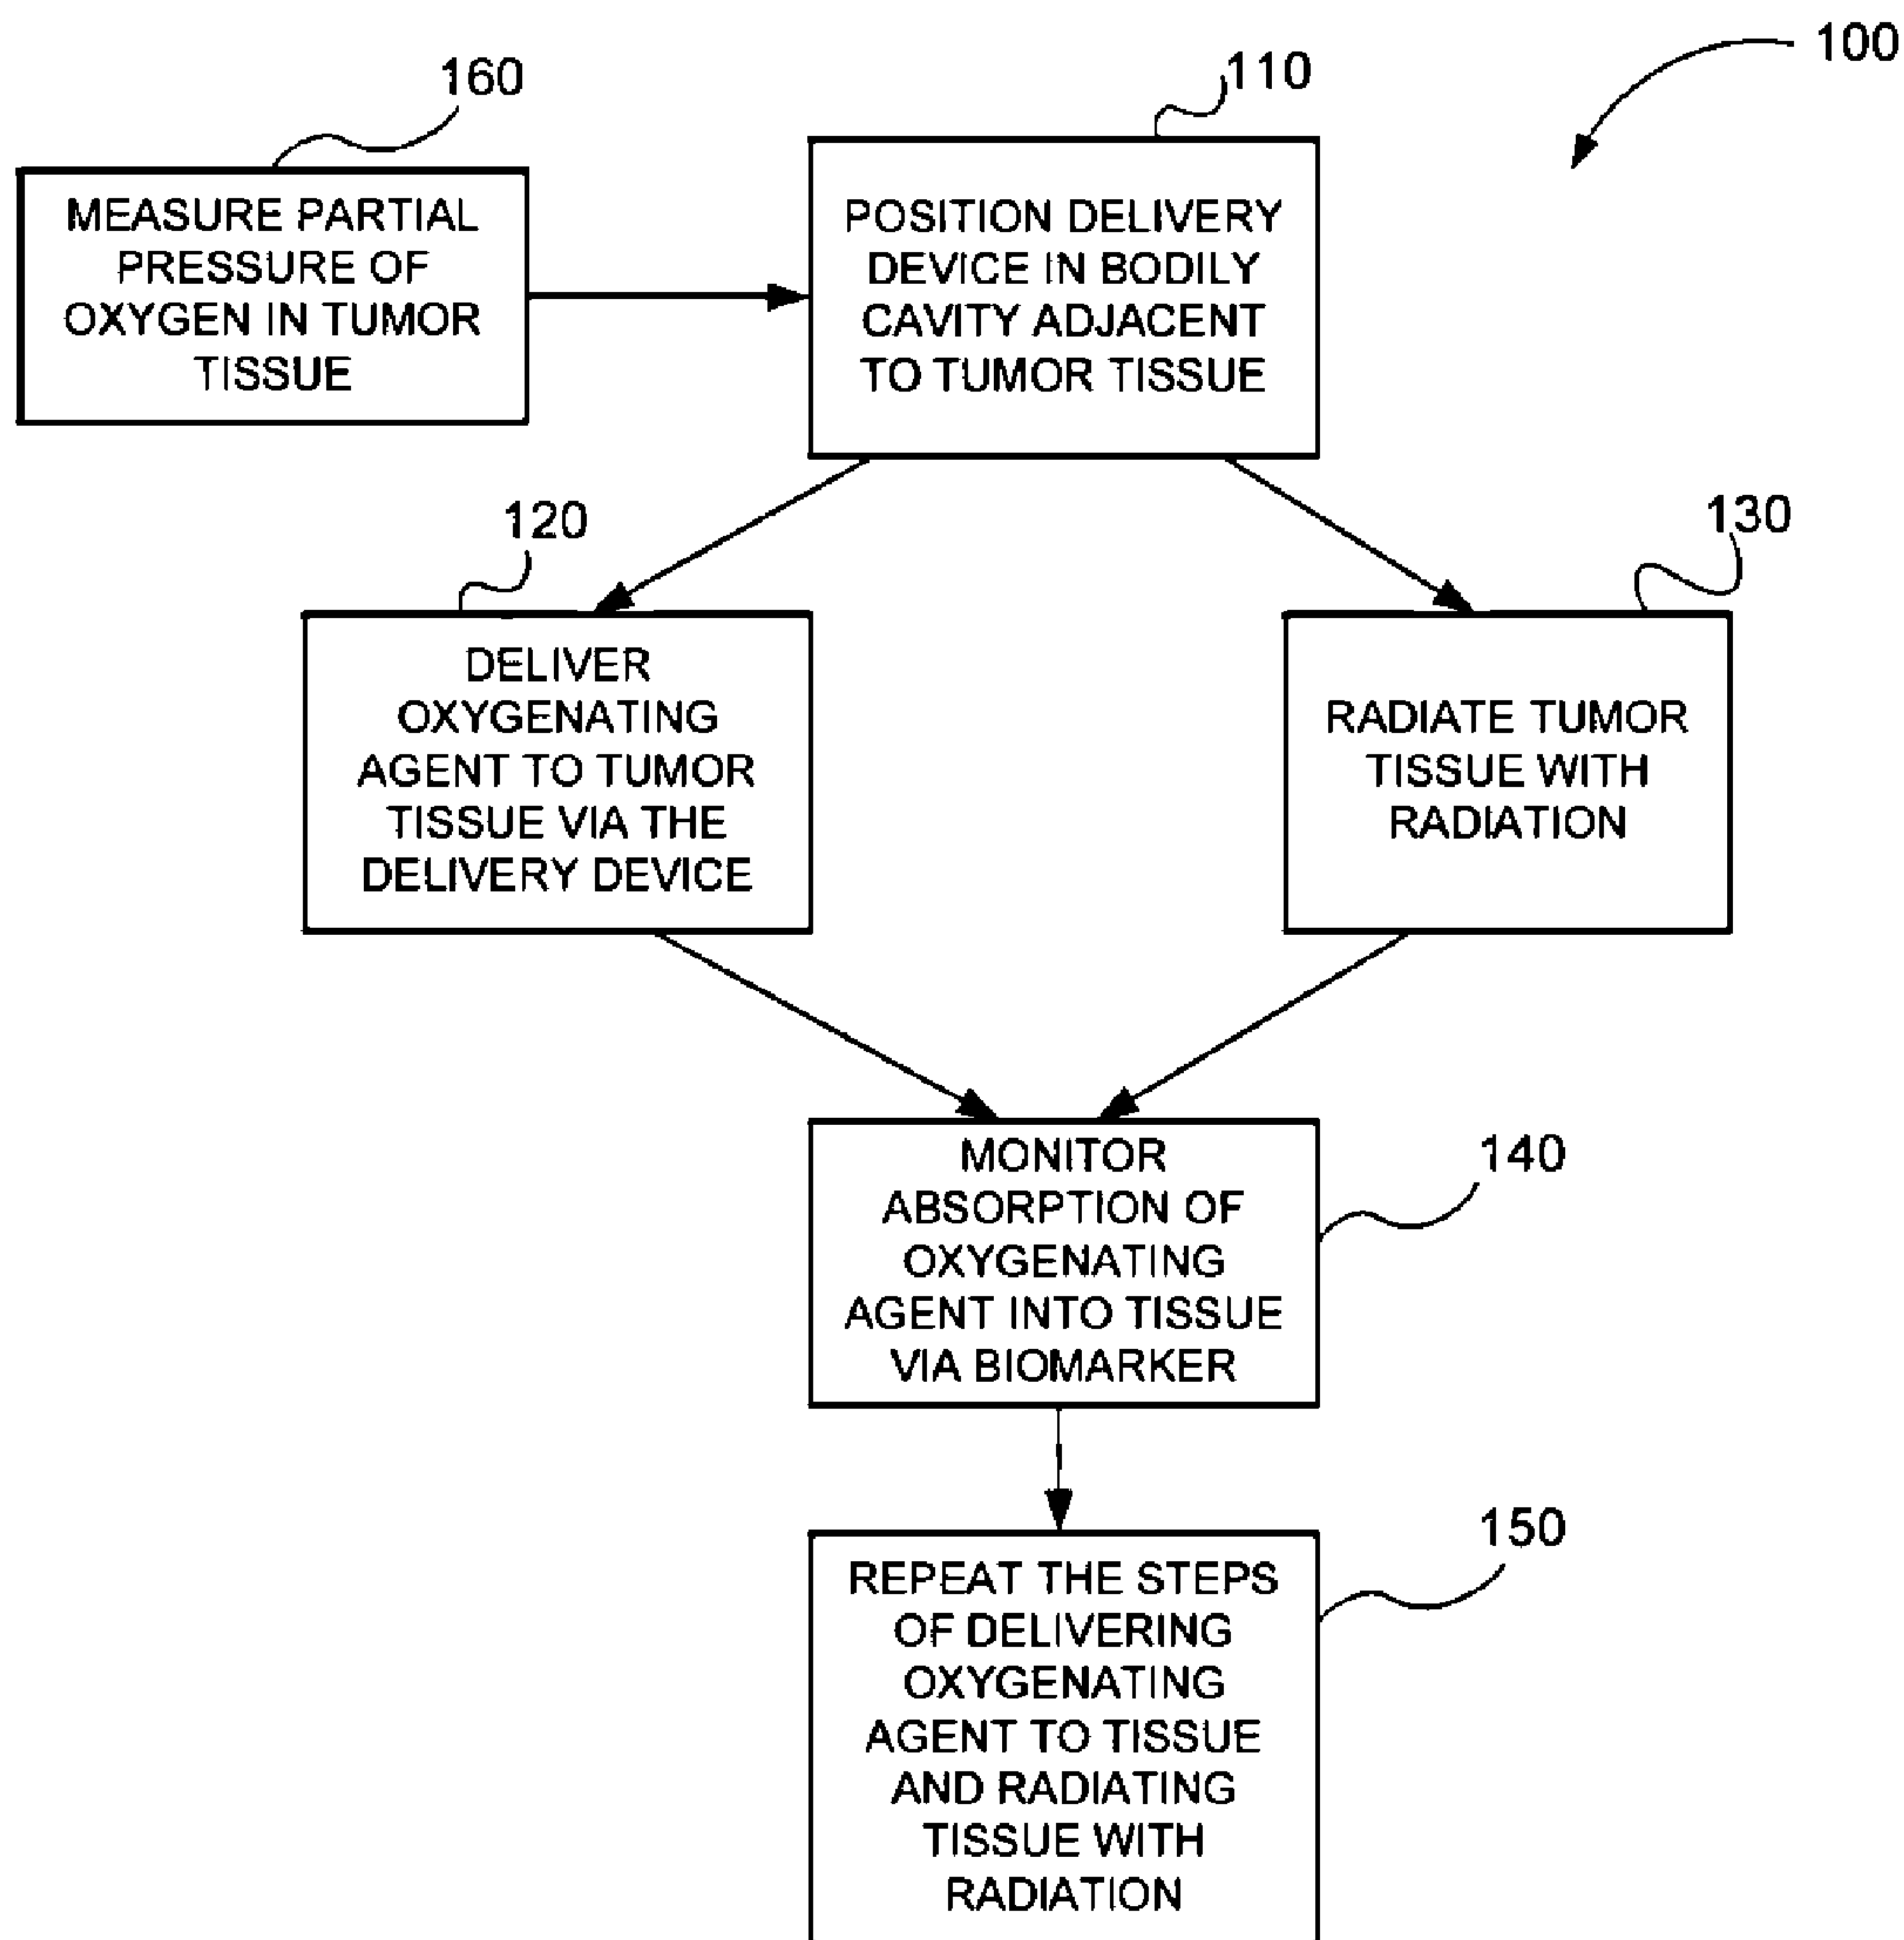 100
160
MEASURE PARTIAL
PRESSURE OF
OXYGEN IN TUMOR
TISSUE
110
POSITION DELIVERY
DEVICE IN BODILY
CAVITY ADJACENT
TO TUMOR TISSUE
120
DELIVER
OXYGENATING
AGENT TO TUMOR
TISSUE VIA THE
DELIVERY DEVICE
130
RADIATE TUMOR
TISSUE WITH
RADIATION
140
MONITOR
ABSORPTION OF
OXYGENATING
AGENT INTO TISSUE
VIA BIOMARKER
150
REPEAT THE STEPS
OF DELIVERING
OXYGENATING
AGENT TO TISSUE
AND RADIATING
TISSUE WITH
RADIATION